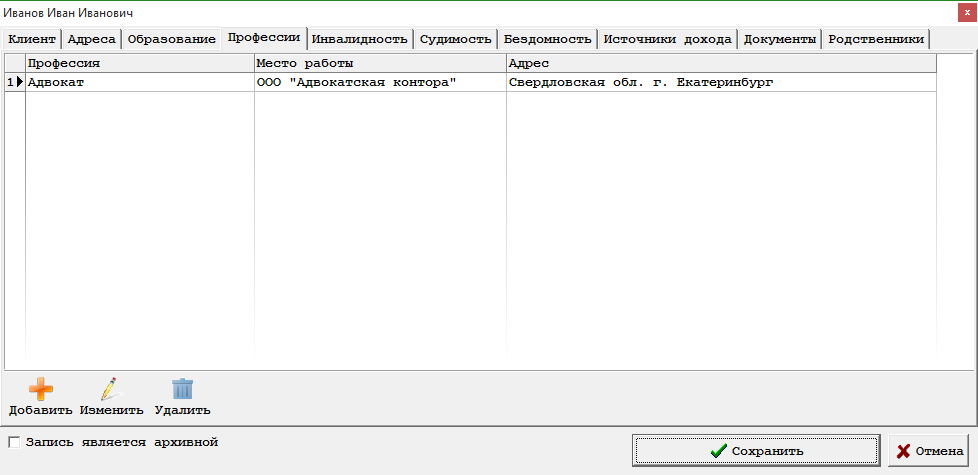 Иванов Иван Иванович
x
Клиент Адреса Образование Профессии Инвалидность Судимость Бездомность Источники дохода Документы Родственники
Профессия Место работы Адрес
1 Адвокат ООО "Адвокатская контора" Свердловская обл. г. Екатеринбург
Добавить Изменить Удалить
Запись является архивной
Сохранить Отмена